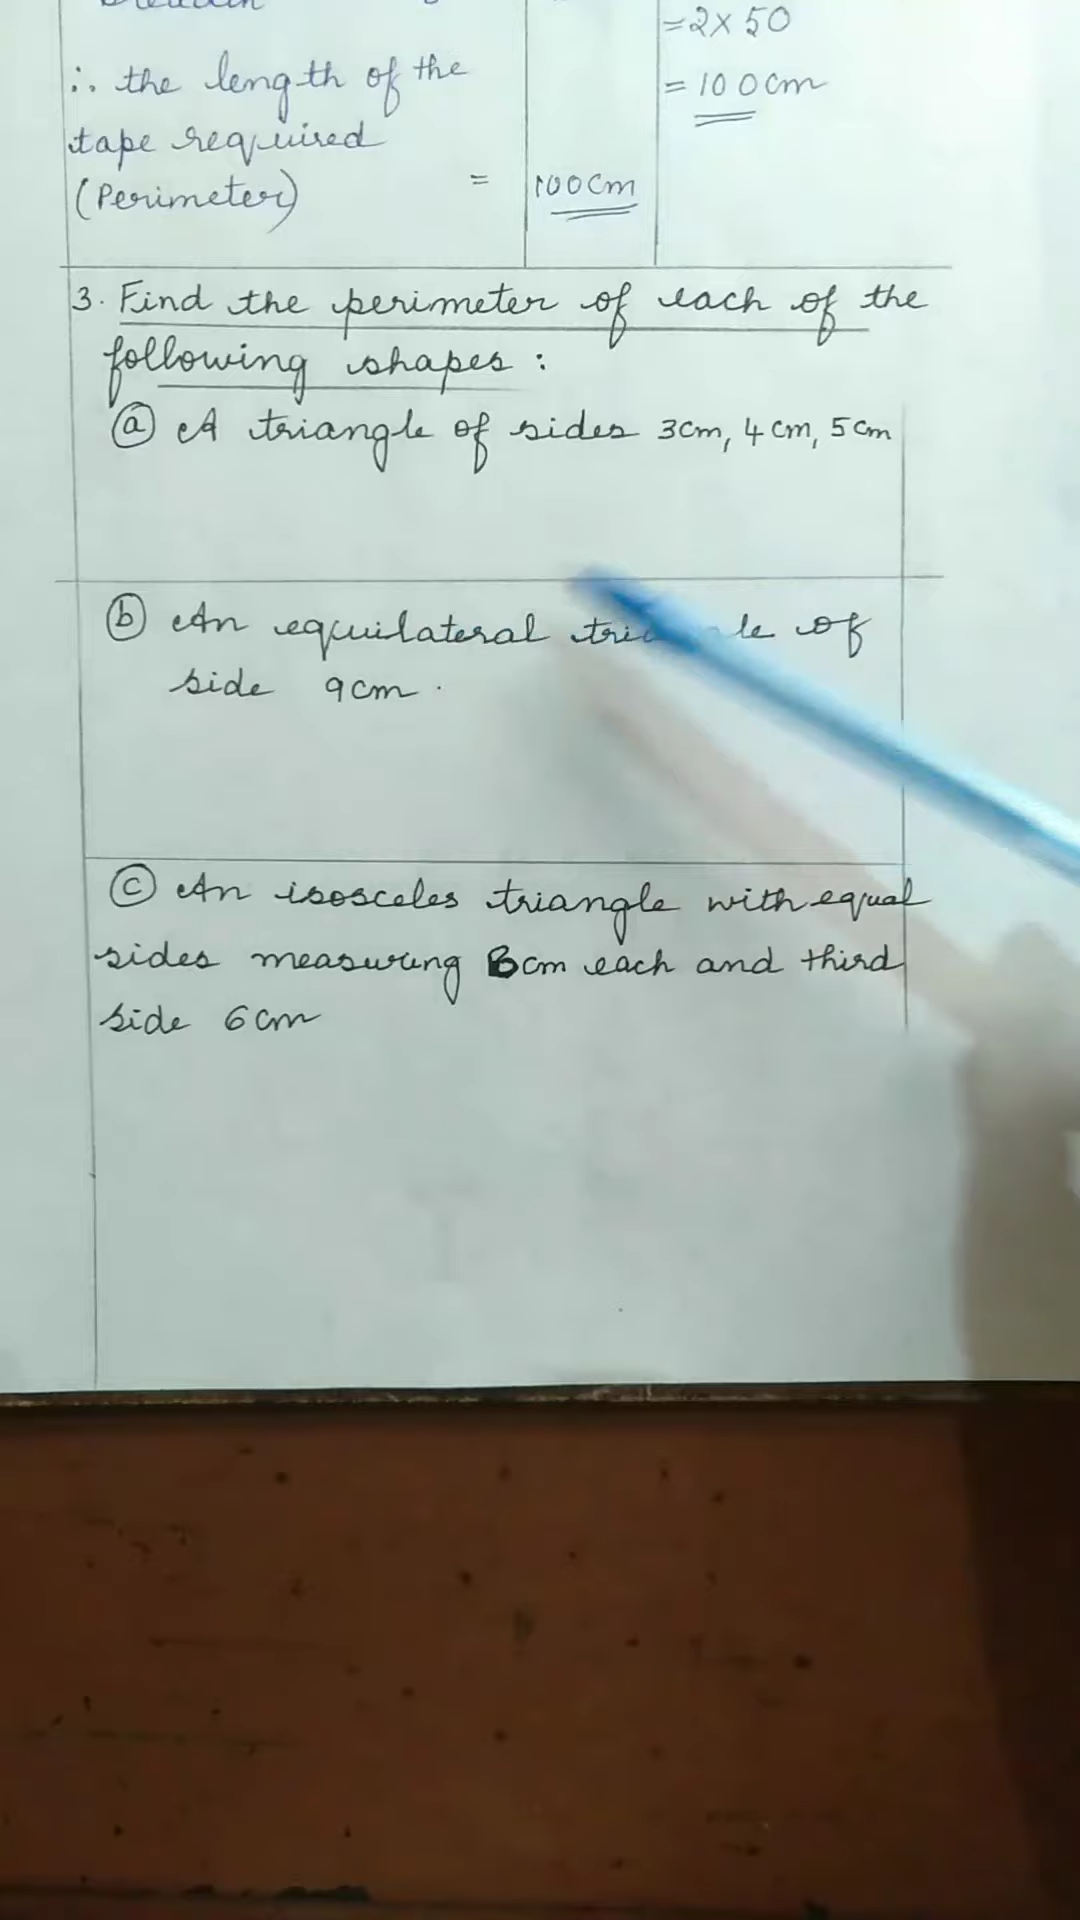 ∴ the length of the
tape required
(Perimeter) = 100cm
=2×50
=100cm
3. Find the perimeter of each of the
following shapes :
ⓐ A triangle of sides 3cm, 4cm, 5cm
ⓑ An equilateral of
side 9cm.
ⓒ An isosceles triangle with equal
sides measuring cm each and third
side 6cm